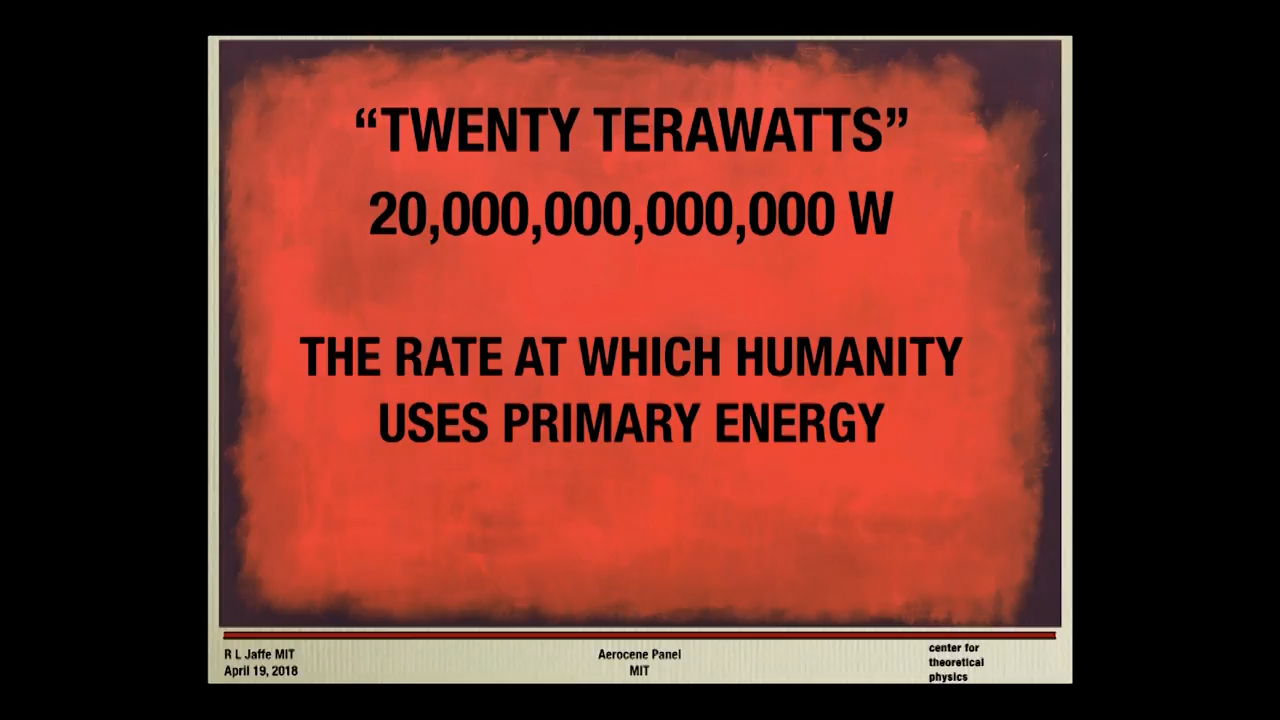 “TWENTY TERAWATTS”
20,000,000,000,000 W
THE RATE AT WHICH HUMANITY
USES PRIMARY ENERGY
R L Jaffe MIT
April 19, 2018
Aerocene Panel
MIT
center for
theoretical
physics